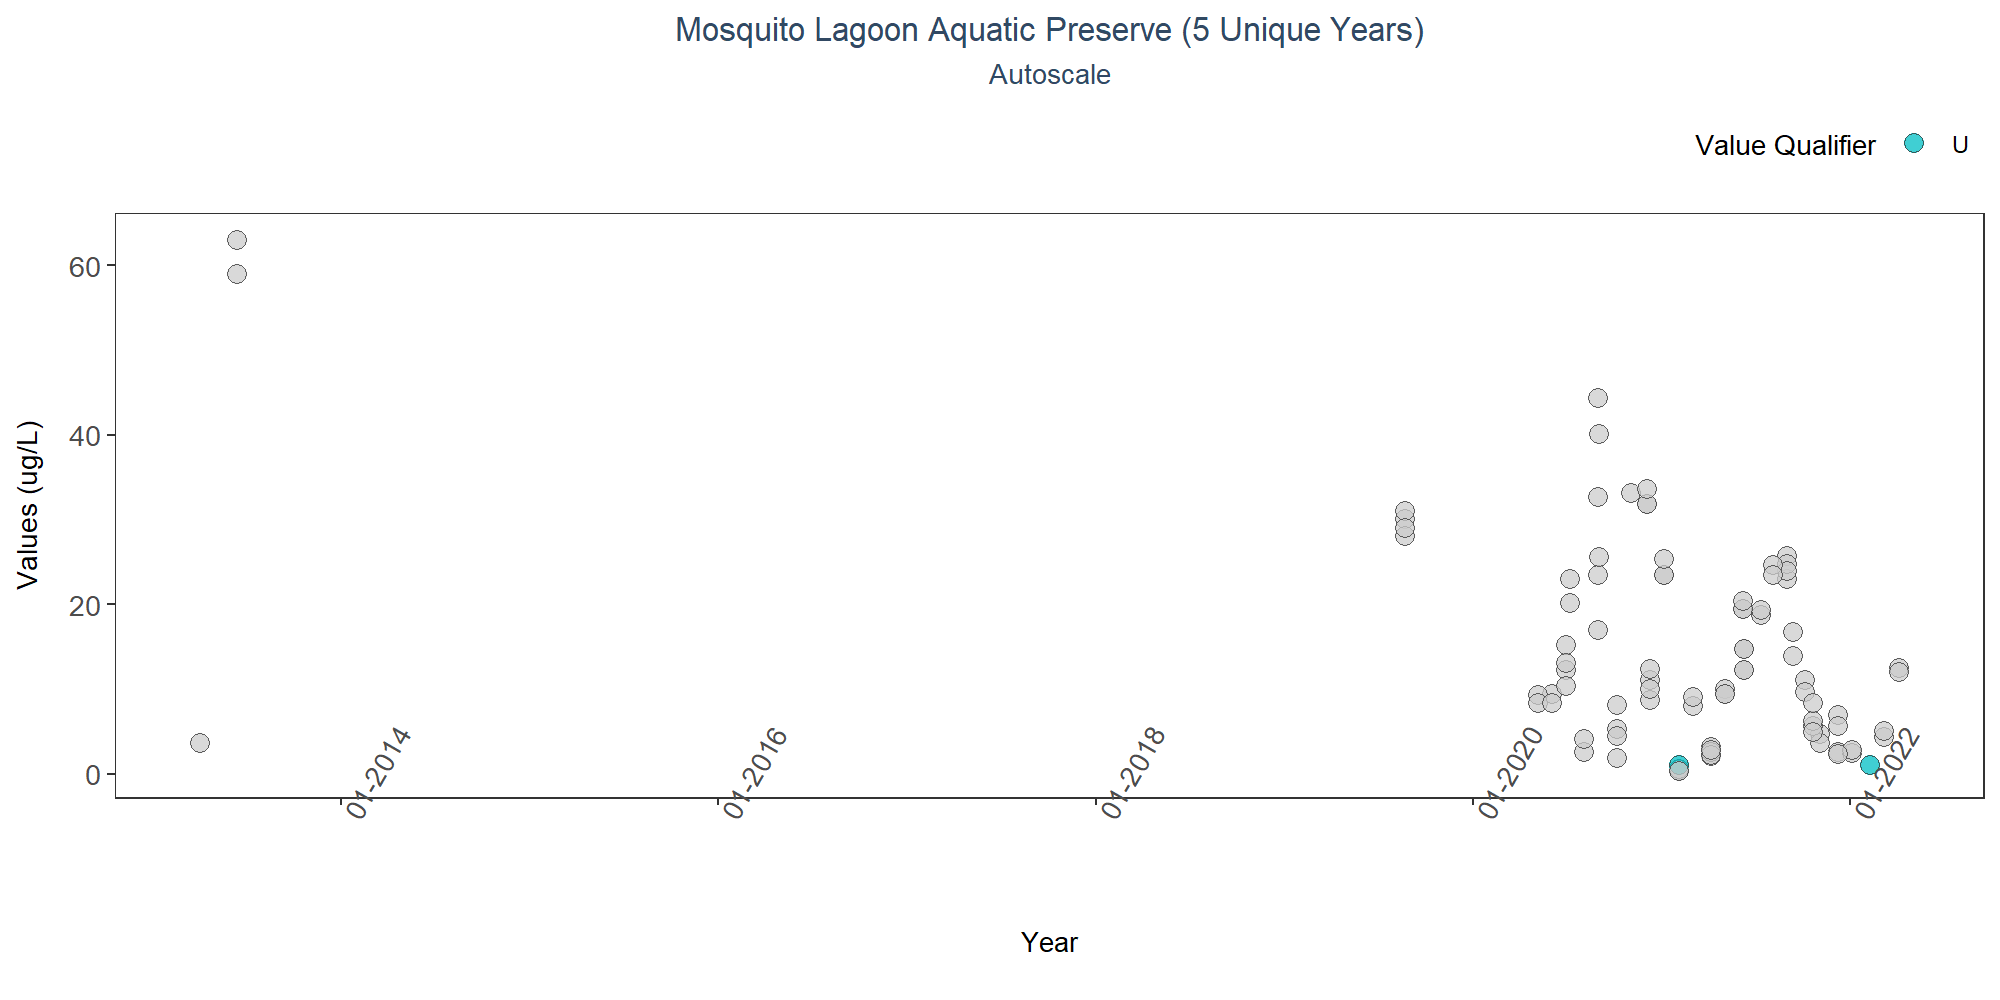 Mosquito Lagoon Aquatic Preserve (5 Unique Years)
Autoscale
Value Qualifier U
Values (ug/L)
60
40
20
0
01-2014 01-2016 01-2018 01-2020 01-2022
Year